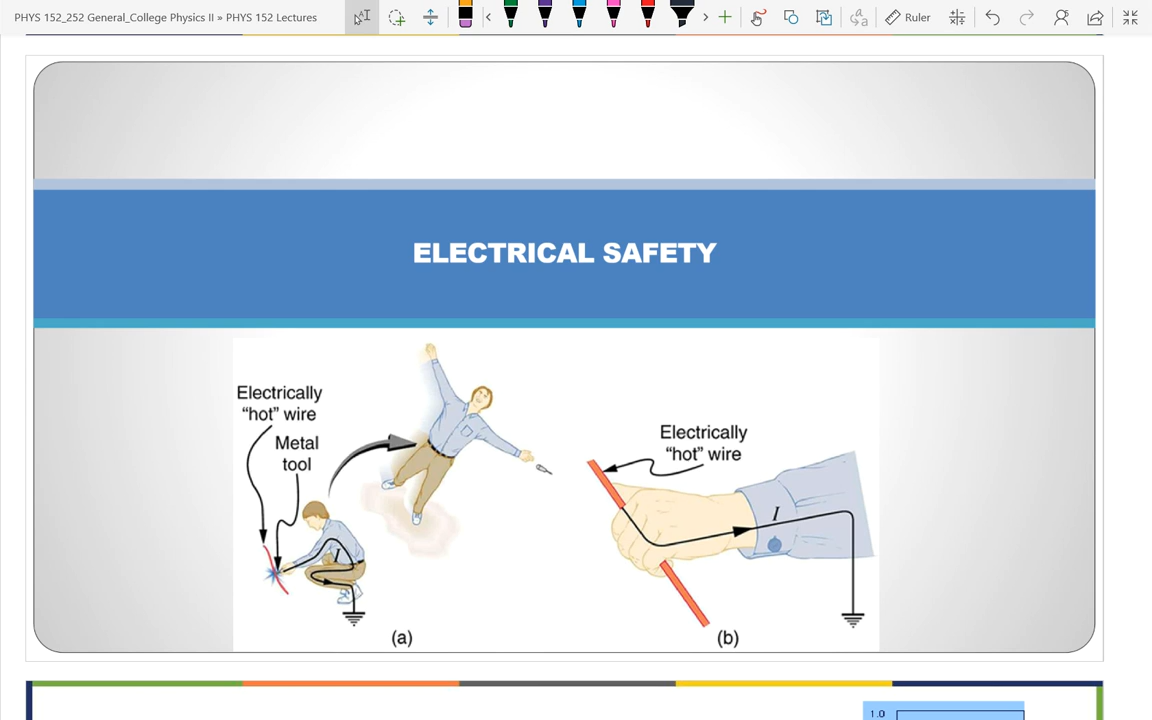 PHYS 152_252 General_College Physics II » PHYS 152 Lectures
Ruler
ELECTRICAL SAFETY
Electrically
“hot” wire
Metal
tool
I
(a)
Electrically
“hot” wire
I
(b)
1.0